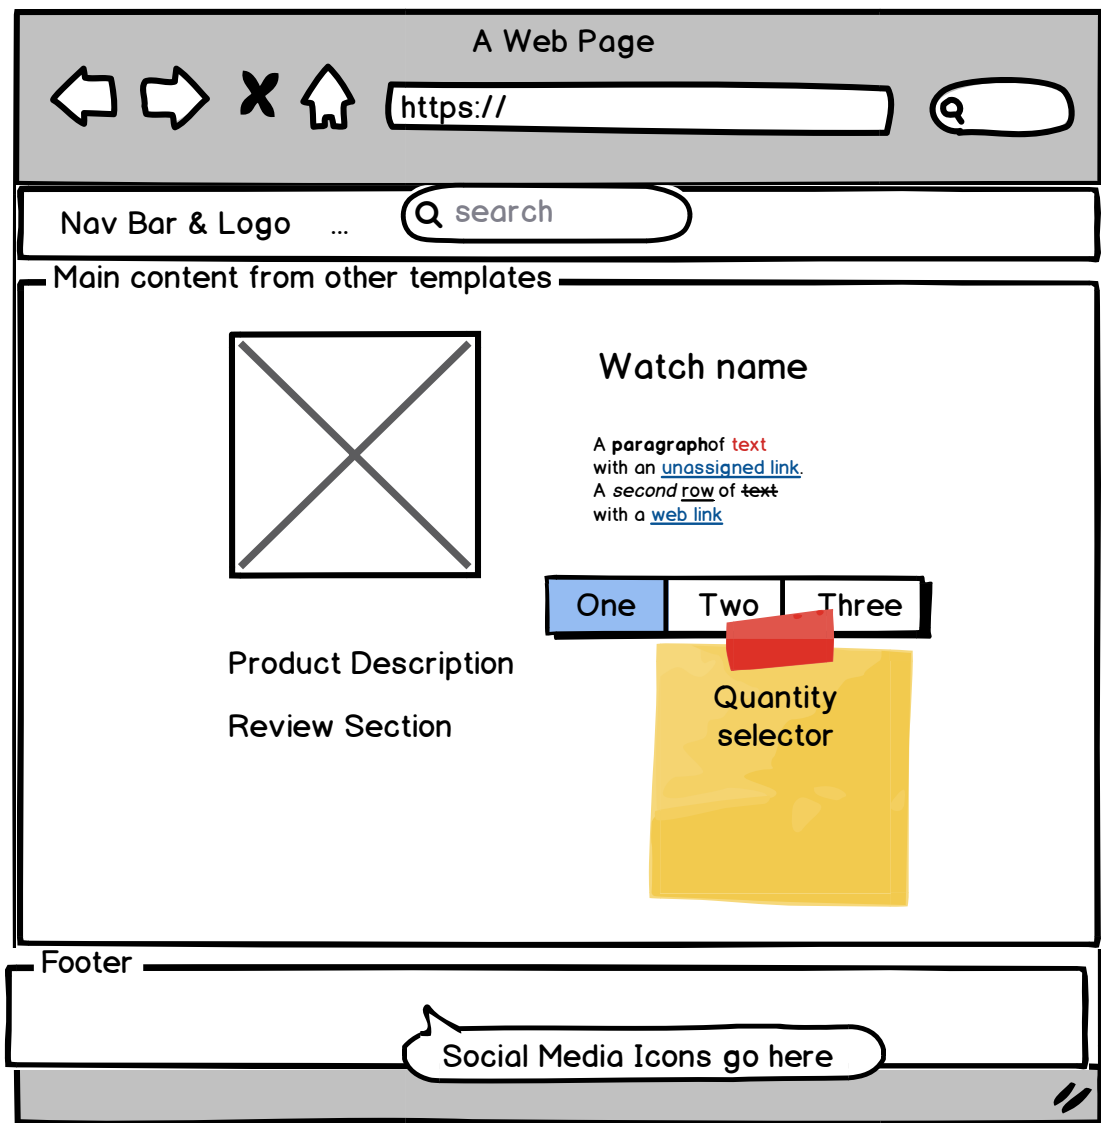 A Web Page
https://
Nav Bar & Logo ...
search
Main content from other templates
Watch name
A paragraphof text
with an unassigned link.
A second row of text
with a web link
One Two Three
Product Description
Review Section
Quantity
selector
Footer
Social Media Icons go here